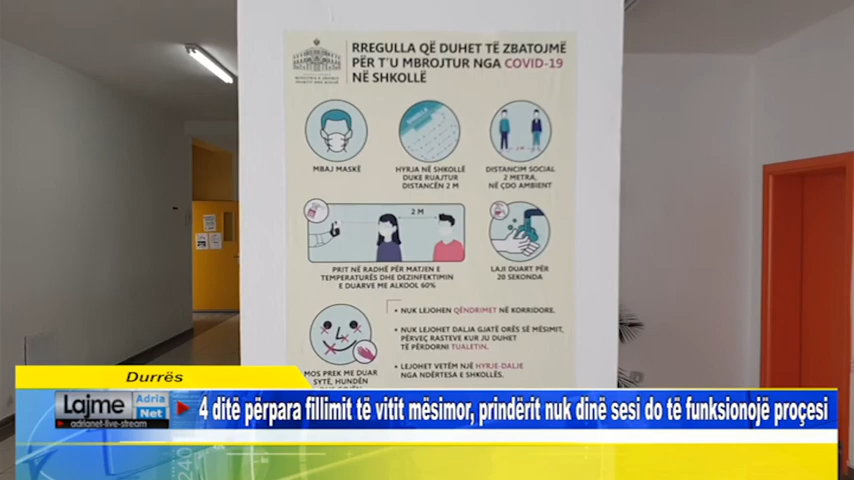 RREGULLA QË DUHET TË ZBATOJMË
PËR T'U MBROJTUR NGA COVID-19
NË SHKOLLË
MBAJ MASKË
HYRJA NË SHKOLLË
DUKE RUAJTUR
DISTANCËN 2 M
DISTANCIM SOCIAL
2 METRA,
NË ÇDO AMBIENT
2 M
PRIT NË RADHË PËR MATJEN E
TEMPERATURËS DHE DEZINFEKTIMIN
E DUARVE ME ALKOOL 60%
LAJI DUART PËR
20 SEKONDA
• NUK LEJOHEN QËNDRIMET NË KORRIDORE.
• NUK LEJOHET DALJA GJATË ORËS SË MËSIMIT,
PËRVEÇ RASTEVE KUR JU DUHET
TË PËRDORNI TUALETIN.
• LEJOHET VETËM NJË HYRJE-DALJE
NGA NDËRTESA E SHKOLLËS.
MOS PREK ME DUAR
SYTË, HUNDËN
Durrës
Lajme Adria Net
adrianet-live-stream
4 ditë përpara fillimit të vitit mësimor, prindërit nuk dinë sesi do të funksionojë proçesi